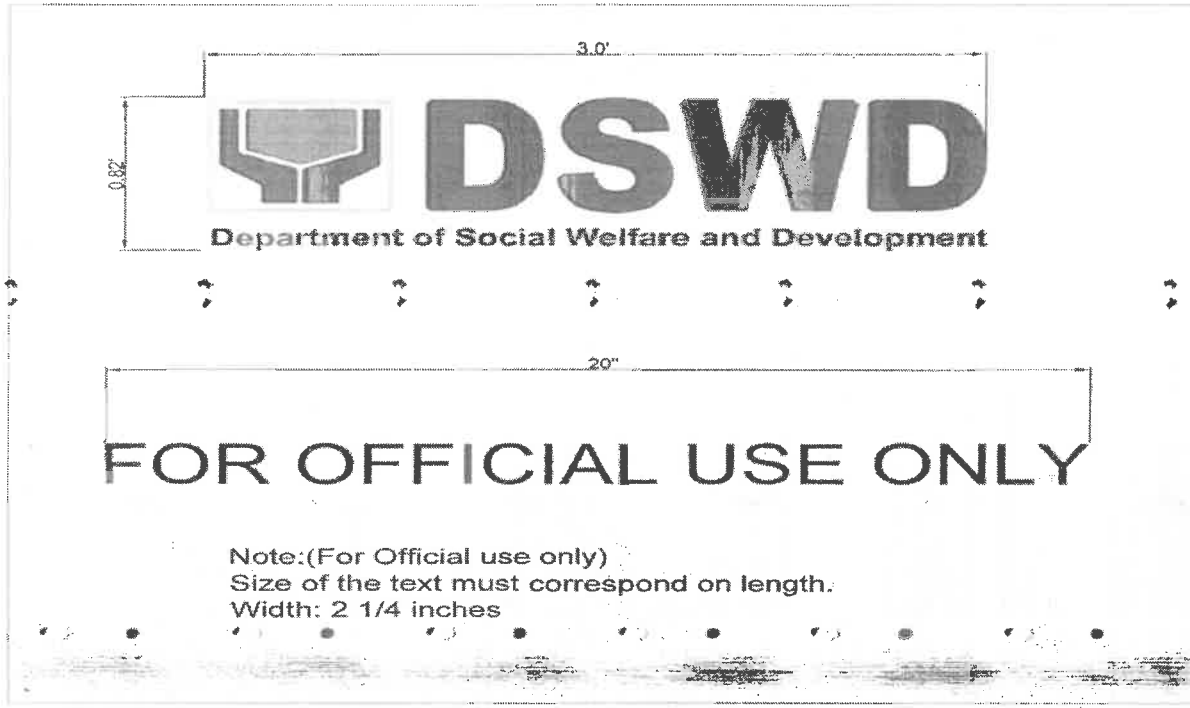 3.0'
0.82'
DSWD
Department of Social Welfare and Development
20"
FOR OFFICIAL USE ONLY
Note:(For Official use only)
Size of the text must correspond on length.
Width: 2 1/4 inches